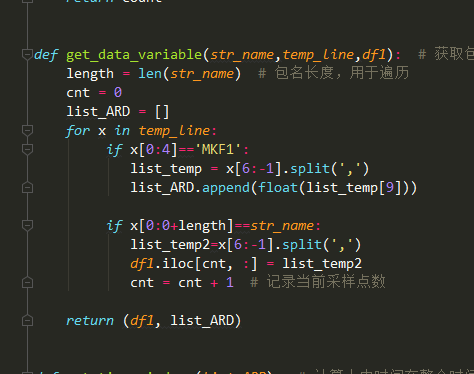 return count
def get_data_variable(str_name,temp_line,df1):  # 获取包
length = len(str_name)  # 包名长度，用于遍历
cnt = 0
list_ARD = []
for x in temp_line:
if x[0:4]=='MKF1':
list_temp = x[6:-1].split(',')
list_ARD.append(float(list_temp[9]))
if x[0:0+length]==str_name:
list_temp2=x[6:-1].split(',')
df1.iloc[cnt, :] = list_temp2
cnt = cnt + 1  # 记录当前采样点数
return (df1, list_ARD)